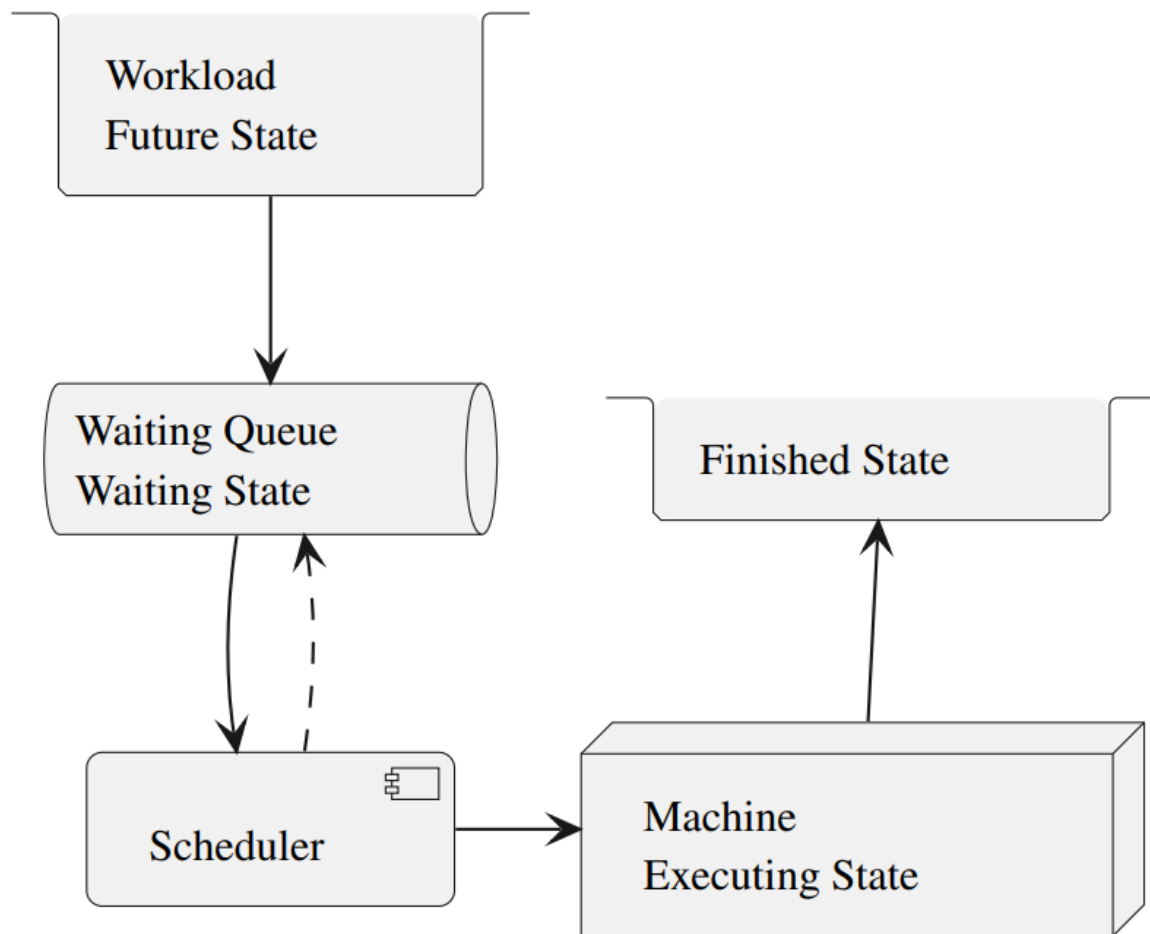 Workload
Future State
Waiting Queue
Waiting State
Finished State
Scheduler
Machine
Executing State